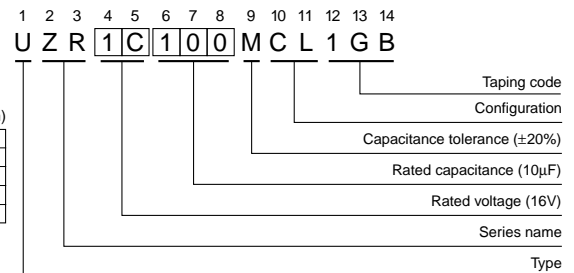 1 2 3 4 5 6 7 8 9 10 11 12 13 14
U Z R 1 C 1 0 0 M C L 1 G B
Taping code
)
Configuration
Capacitance tolerance (±20%)
Rated capacitance (10µF)
Rated voltage (16V)
Series name
Type